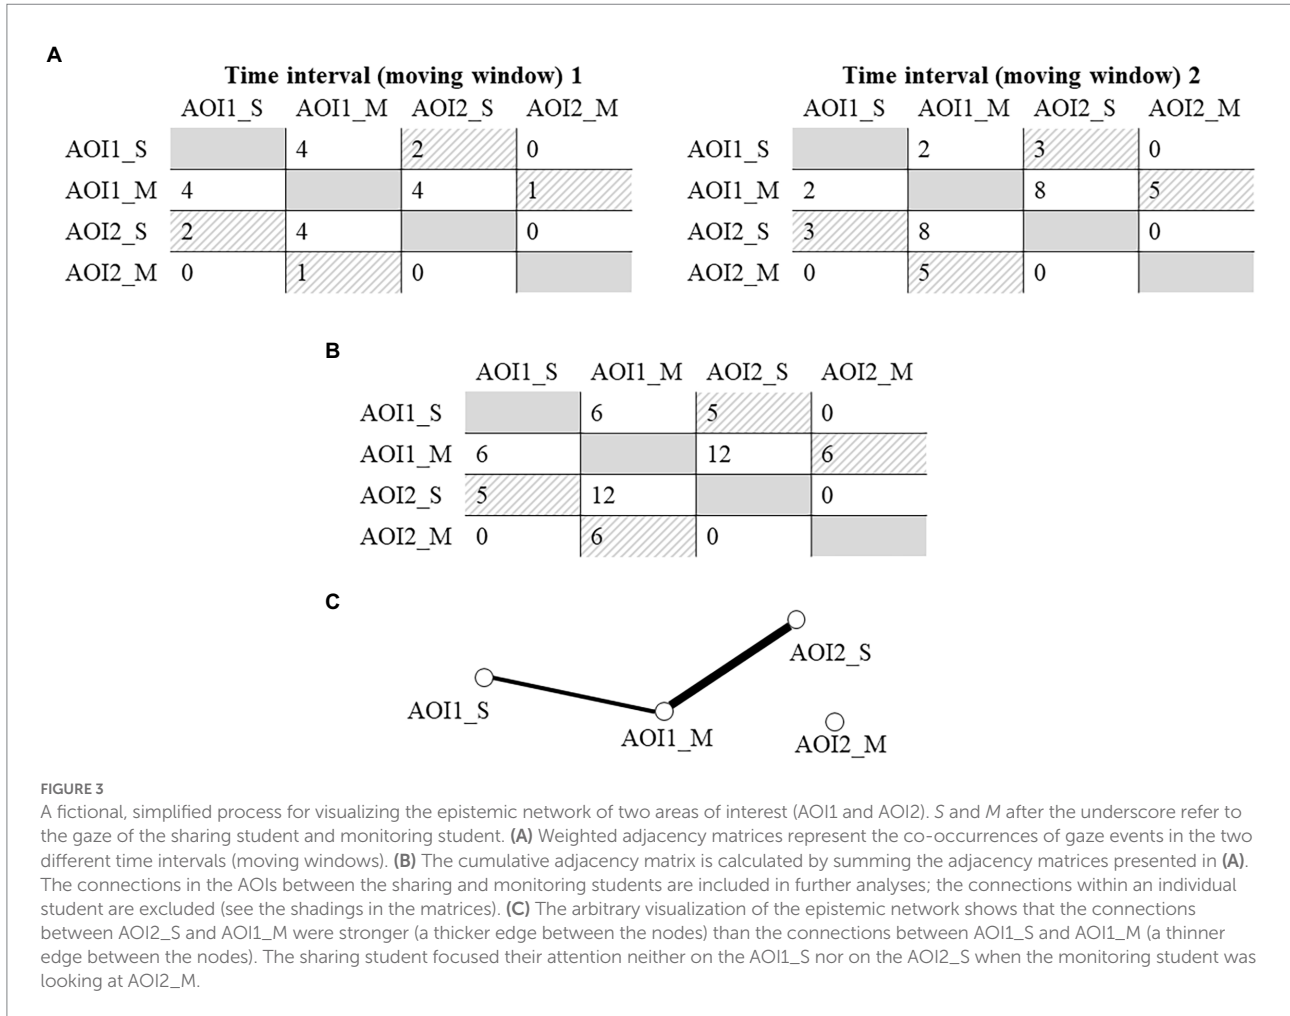 A
Time interval (moving window) 1
AOI1_S AOI1_M AOI2_S AOI2_M
AOI1_S 4 2 0
AOI1_M 4 4 1
AOI2_S 2 4 0
AOI2_M 0 1 0
Time interval (moving window) 2
AOI1_S AOI1_M AOI2_S AOI2_M
AOI1_S 2 3 0
AOI1_M 2 8 5
AOI2_S 3 8 0
AOI2_M 0 5 0
B
AOI1_S AOI1_M AOI2_S AOI2_M
AOI1_S 6 5 0
AOI1_M 6 12 6
AOI2_S 5 12 0
AOI2_M 0 6 0
C
AOI2_S
AOI1_S
AOI1_M
AOI2_M
FIGURE 3
A fictional, simplified process for visualizing the epistemic network of two areas of interest (AOI1 and AOI2). S and M after the underscore refer to
the gaze of the sharing student and monitoring student. (A) Weighted adjacency matrices represent the co-occurrences of gaze events in the two
different time intervals (moving windows). (B) The cumulative adjacency matrix is calculated by summing the adjacency matrices presented in (A).
The connections in the AOIs between the sharing and monitoring students are included in further analyses; the connections within an individual
student are excluded (see the shadings in the matrices). (C) The arbitrary visualization of the epistemic network shows that the connections
between AOI2_S and AOI1_M were stronger (a thicker edge between the nodes) than the connections between AOI1_S and AOI1_M (a thinner
edge between the nodes). The sharing student focused their attention neither on the AOI1_S nor on the AOI2_S when the monitoring student was
looking at AOI2_M.